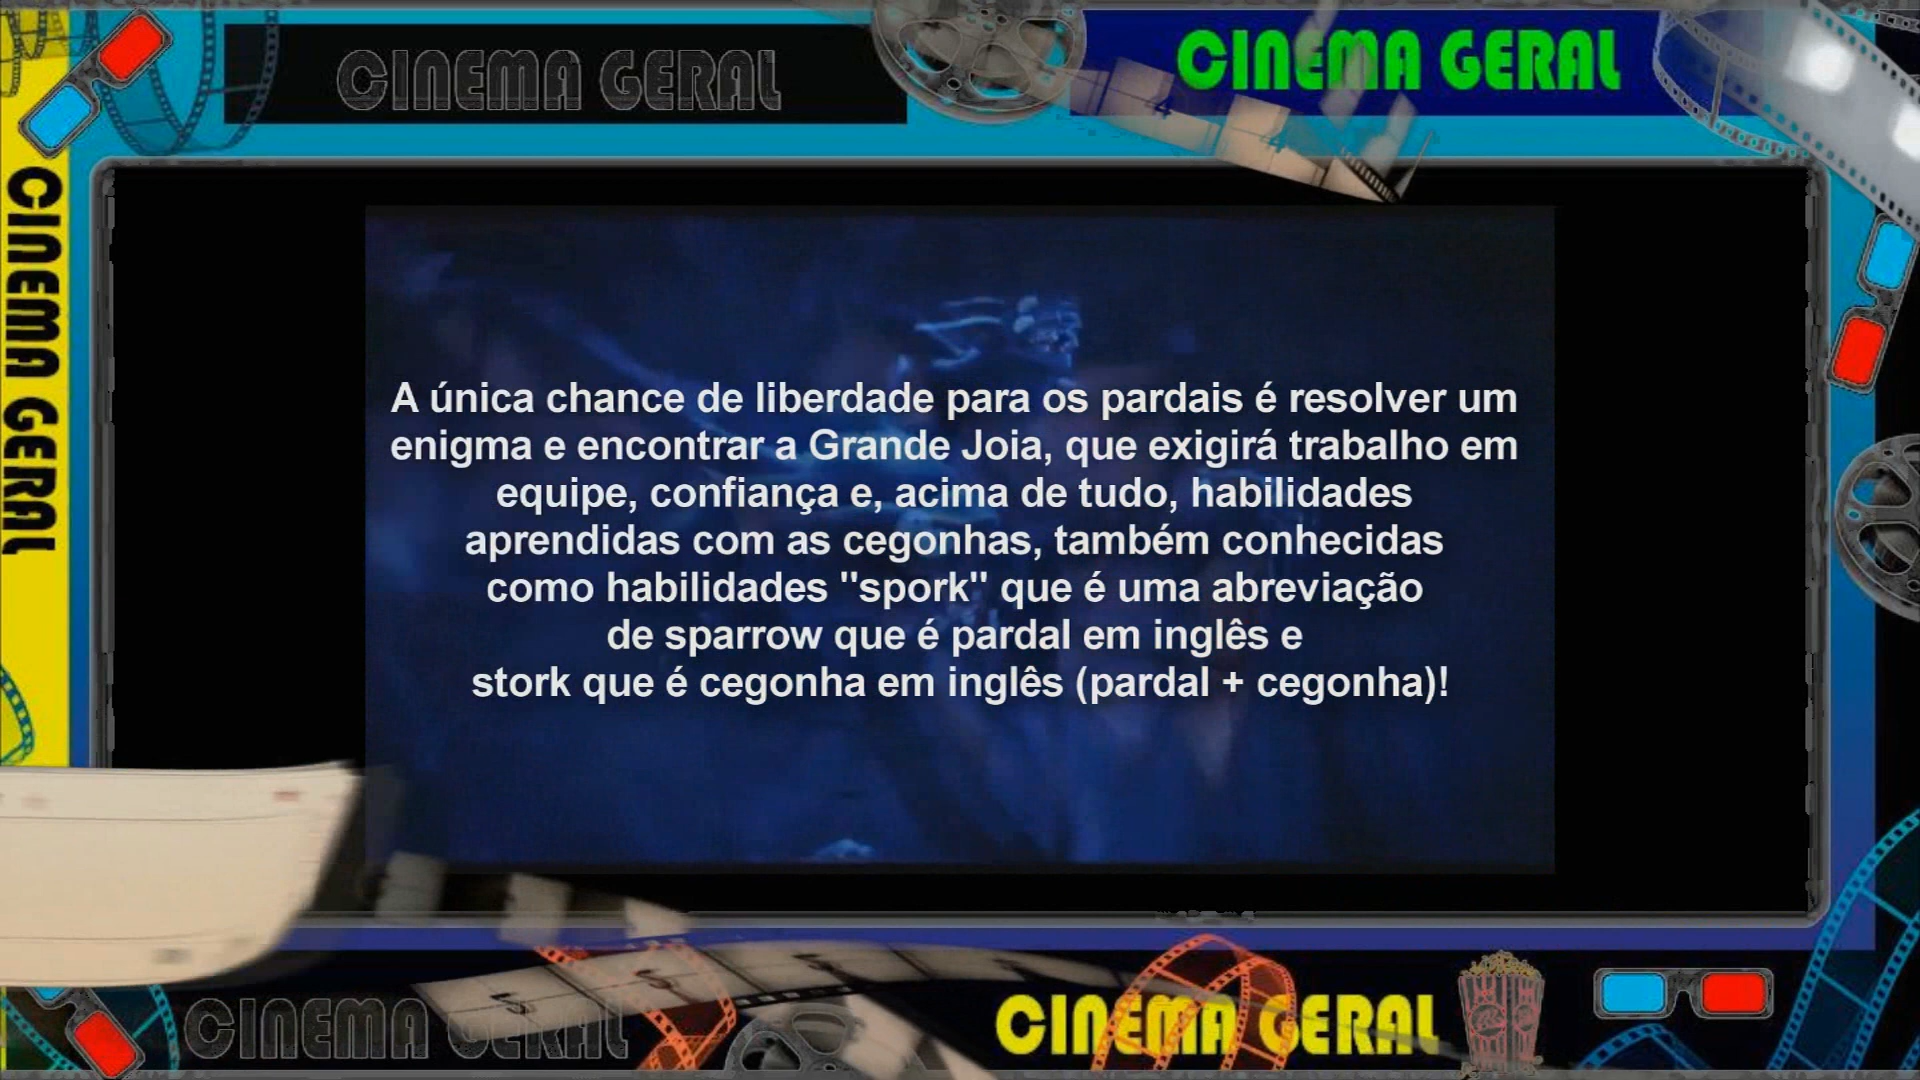 CINEMA GERAL
CINEMA GERAL
CINEMA GERAL
A única chance de liberdade para os pardais é resolver um
enigma e encontrar a Grande Joia, que exigirá trabalho em
equipe, confiança e, acima de tudo, habilidades
aprendidas com as cegonhas, também conhecidas
como habilidades "spork" que é uma abreviação
de sparrow que é pardal em inglês e
stork que é cegonha em inglês (pardal + cegonha)!
CINEMA GERAL
CINEMA GERAL